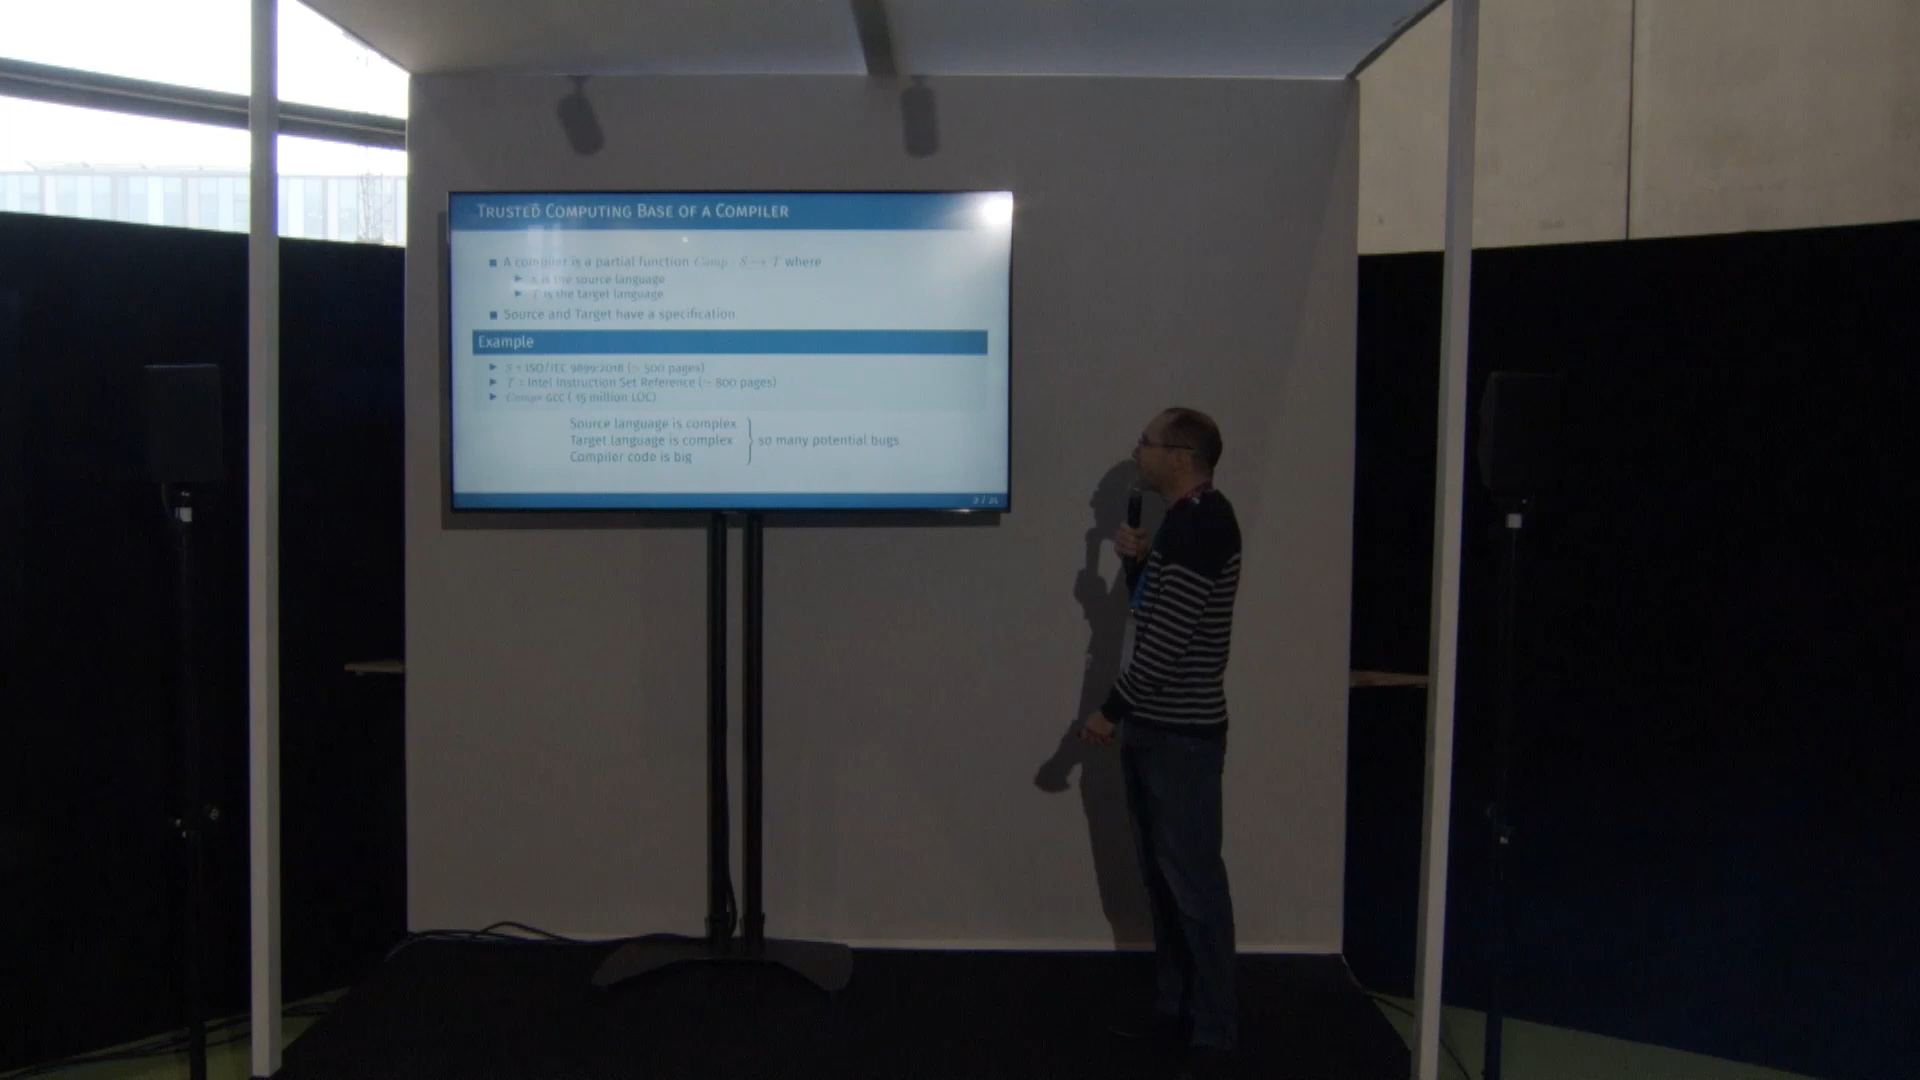 TRUSTED COMPUTING BASE OF A COMPILER
■ A compiler is a partial function Comp : S → T where
► S is the source language
► T is the target language
■ Source and Target have a specification.
Example
► S = ISO/IEC 9899:2018 (~ 500 pages)
► T = Intel Instruction Set Reference (~ 800 pages)
► Comp= GCC ( 15 million LOC)
Source language is complex
Target language is complex
Compiler code is big
so many potential bugs